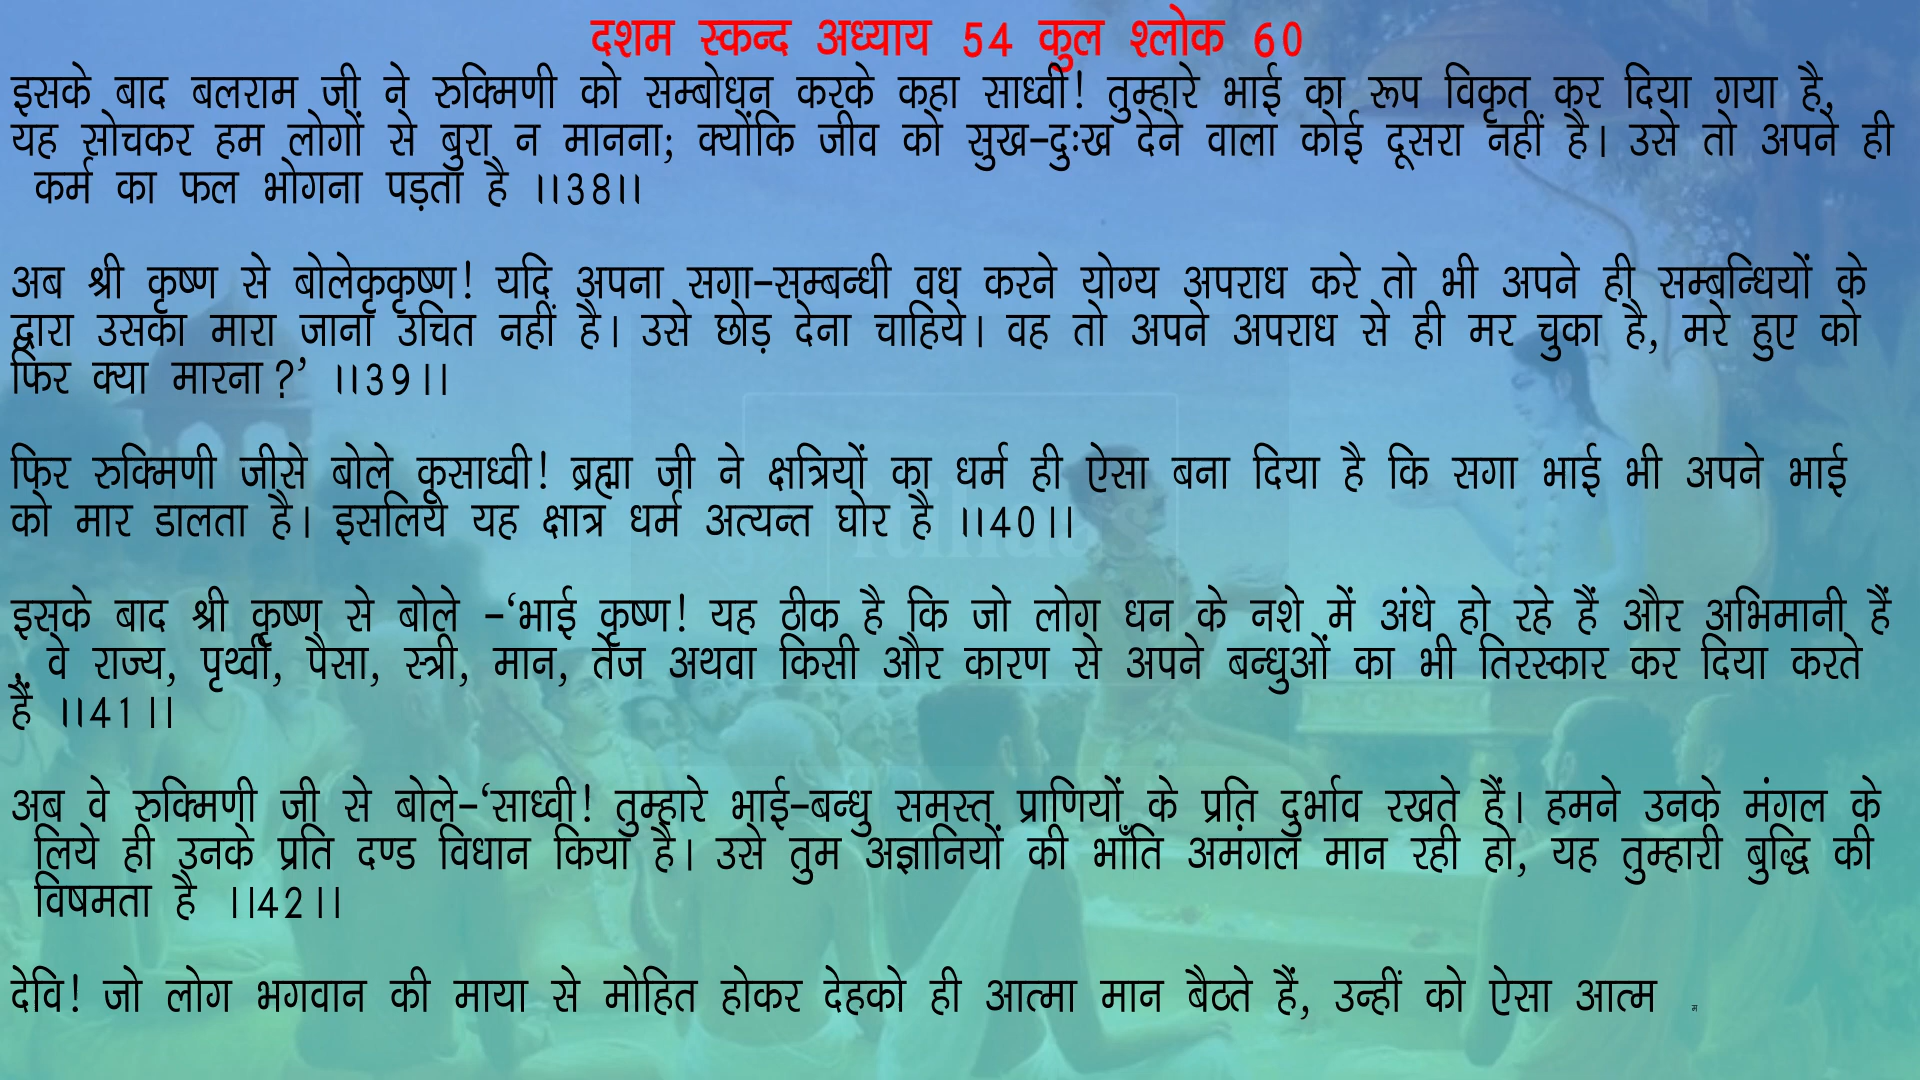 दशम स्कन्द अध्याय 54 कुल श्लोक 60
इसके बाद बलराम जी ने रुक्मिणी को सम्बोधन करके कहा साध्वी! तुम्हारे भाई का रूप विकृत कर दिया गया है,
यह सोचकर हम लोगों से बुरा न मानना; क्योंकि जीव को सुख-दुःख देने वाला कोई दूसरा नहीं है। उसे तो अपने ही
कर्म का फल भोगना पड़ता है ।।38।।
अब श्री कृष्ण से बोलेकृकृष्ण! यदि अपना सगा-सम्बन्धी वध करने योग्य अपराध करे तो भी अपने ही सम्बन्धियों के
द्वारा उसका मारा जाना उचित नहीं है। उसे छोड़ देना चाहिये। वह तो अपने अपराध से ही मर चुका है, मरे हुए को
फिर क्या मारना?’ ।।39।।
फिर रुक्मिणी जीसे बोले कृसाध्वी! ब्रह्मा जी ने क्षत्रियों का धर्म ही ऐसा बना दिया है कि सगा भाई भी अपने भाई
को मार डालता है। इसलिये यह क्षात्र धर्म अत्यन्त घोर है ।।40।।
इसके बाद श्री कृष्ण से बोले -‘भाई कृष्ण! यह ठीक है कि जो लोग धन के नशे में अंधे हो रहे हैं और अभिमानी हैं
, वे राज्य, पृथ्वी, पैसा, स्त्री, मान, तेज अथवा किसी और कारण से अपने बन्धुओं का भी तिरस्कार कर दिया करते
हैं ।।41।।
अब वे रुक्मिणी जी से बोले-‘साध्वी! तुम्हारे भाई-बन्धु समस्त प्राणियों के प्रति दुर्भाव रखते हैं। हमने उनके मंगल के
लिये ही उनके प्रति दण्ड विधान किया है। उसे तुम अज्ञानियों की भाँति अमंगल मान रही हो, यह तुम्हारी बुद्धि की
विषमता है ।।42।।
देवि! जो लोग भगवान की माया से मोहित होकर देहको ही आत्मा मान बैठते हैं, उन्हीं को ऐसा आत्म म